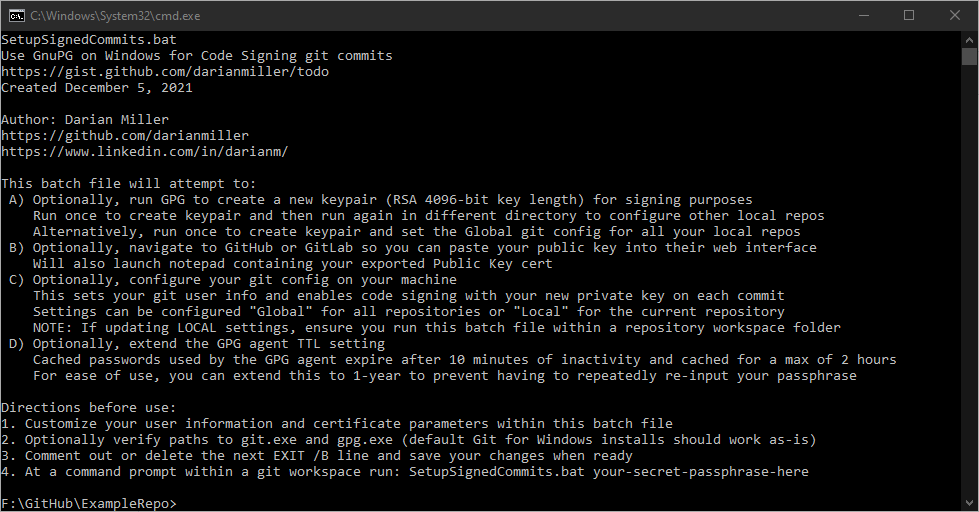 C:\Windows\System32\cmd.exe
SetupSignedCommits.bat
Use GnuPG on Windows for Code Signing git commits
https://gist.github.com/darianmiller/todo
Created December 5, 2021
Author: Darian Miller
https://github.com/darianmiller
https://www.linkedin.com/in/darianm/
This batch file will attempt to:
A) Optionally, run GPG to create a new keypair (RSA 4096-bit key length) for signing purposes
Run once to create keypair and then run again in different directory to configure other local repos
Alternatively, run once to create keypair and set the Global git config for all your local repos
B) Optionally, navigate to GitHub or GitLab so you can paste your public key into their web interface
Will also launch notepad containing your exported Public Key cert
C) Optionally, configure your git config on your machine
This sets your git user info and enables code signing with your new private key on each commit
Settings can be configured "Global" for all repositories or "Local" for the current repository
NOTE: If updating LOCAL settings, ensure you run this batch file within a repository workspace folder
D) Optionally, extend the GPG agent TTL setting
Cached passwords used by the GPG agent expire after 10 minutes of inactivity and cached for a max of 2 hours
For ease of use, you can extend this to 1-year to prevent having to repeatedly re-input your passphrase
Directions before use:
1. Customize your user information and certificate parameters within this batch file
2. Optionally verify paths to git.exe and gpg.exe (default Git for Windows installs should work as-is)
3. Comment out or delete the next EXIT /B line and save your changes when ready
4. At a command prompt within a git workspace run: SetupSignedCommits.bat your-secret-passphrase-here
F:\GitHub\ExampleRepo>